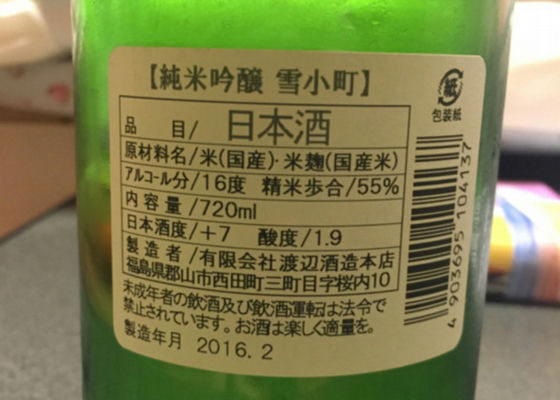 【純米吟醸 雪小町】
品 目/ 日本酒
原材料名/米(国産)・米麹(国産米)
アルコール分/16度 精米歩合/55%
内容量/720ml
日本酒度/+7 酸度/1.9
製造者/有限会社渡辺酒造本店
福島県郡山市西田町三町目字桜内10
未成年者の飲酒及び飲酒運転は法令で
禁止されています。お酒は楽しく適量を。
製造年月 2016.2
紙
包装紙
4903695104137